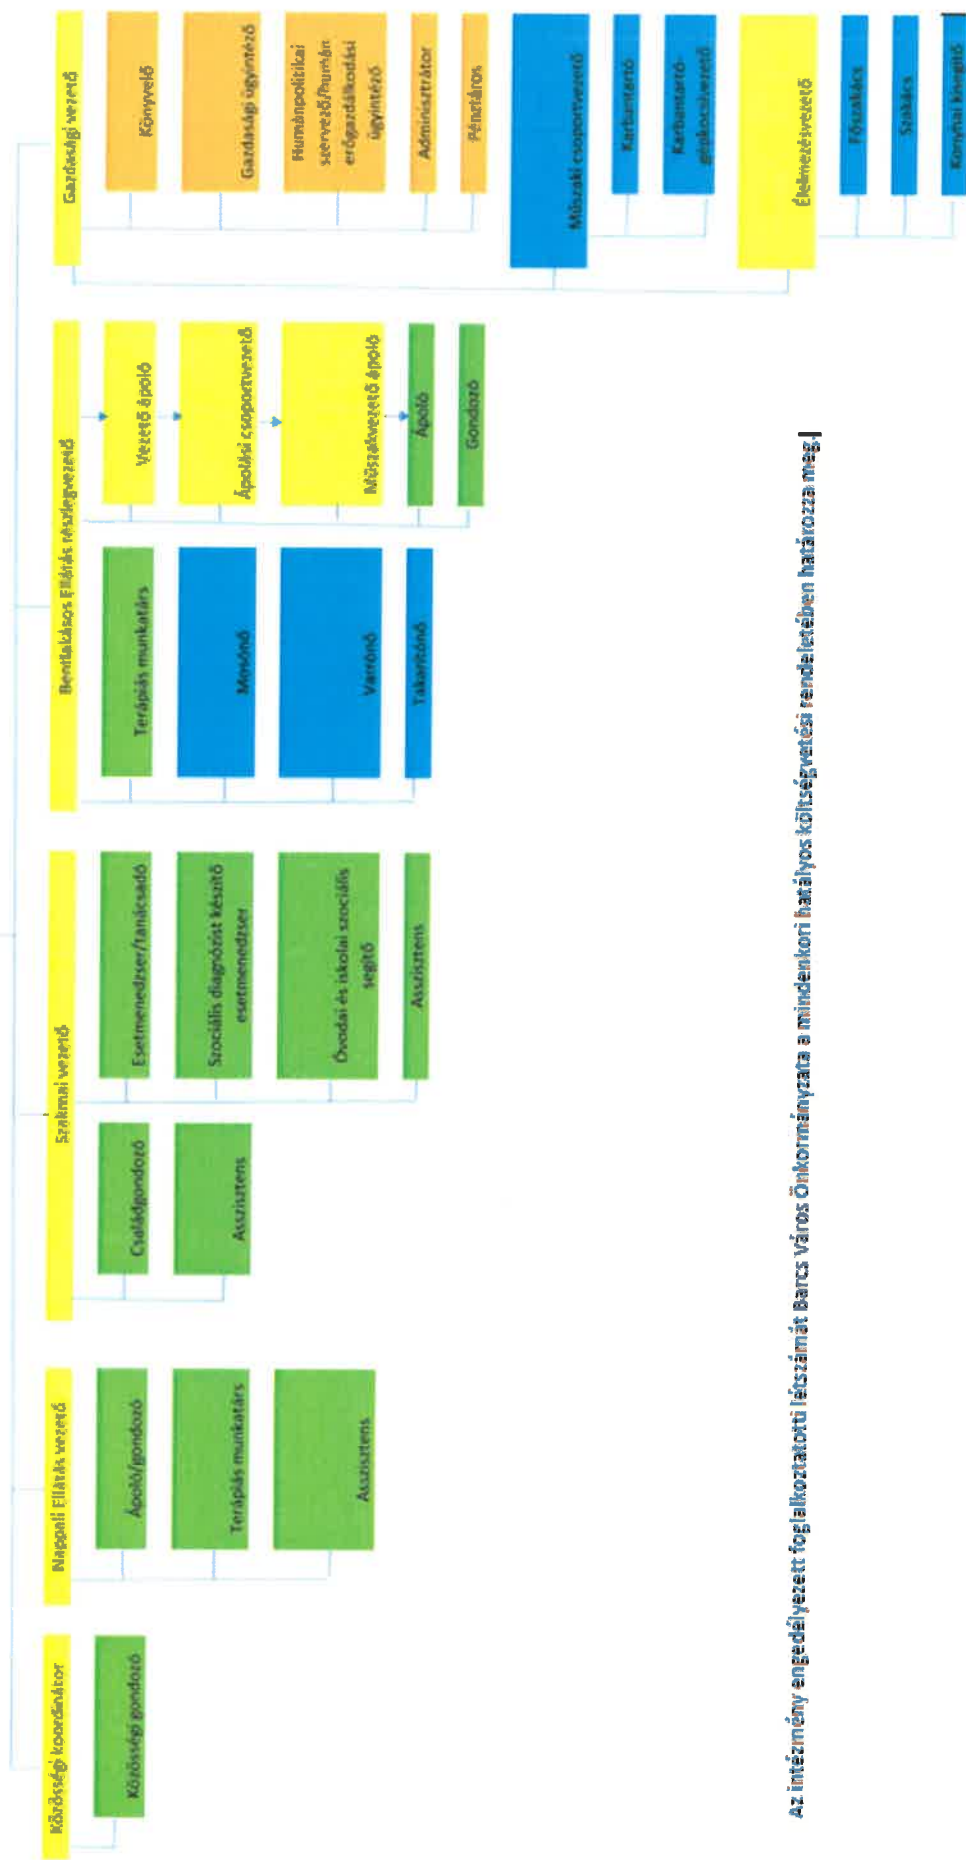 Közösségi koordinátor
Közösségi gondozó
Nappali Ellátás vezető
Ápoló/gondozó
Terápiás munkatárs
Asszisztens
Szakmai vezető
Családgondozó
Asszisztens
Esetmenedzser/tanácsadó
Szociális diagnózist készítő
esetmenedzser
Óvodai és iskolai szociális
segítő
Asszisztens
Bentlakásos Ellátás részlegvezető
Terápiás munkatárs
Mosónő
Varrónő
Takarítónő
Vezető ápoló
Ápolási csoportvezető
Műszakvezető ápoló
Ápoló
Gondozó
Gazdasági vezető
Könyvelő
Gazdasági ügyintéző
Humánpolitikai
szervező/humán
erőgazdálkodási
ügyintéző
Adminisztrátor
Pénztáros
Műszaki csoportvezető
Karbantartó
Karbantartó-
gépkocsivezető
Élelmezésvezető
Főszakács
Szakács
Konyhai kisegítő
Az intézmény engedélyezett foglalkoztatotti létszámát Barcs Város Önkormányzata a mindenkori hatályos költségvetési rendeletében határozza meg.